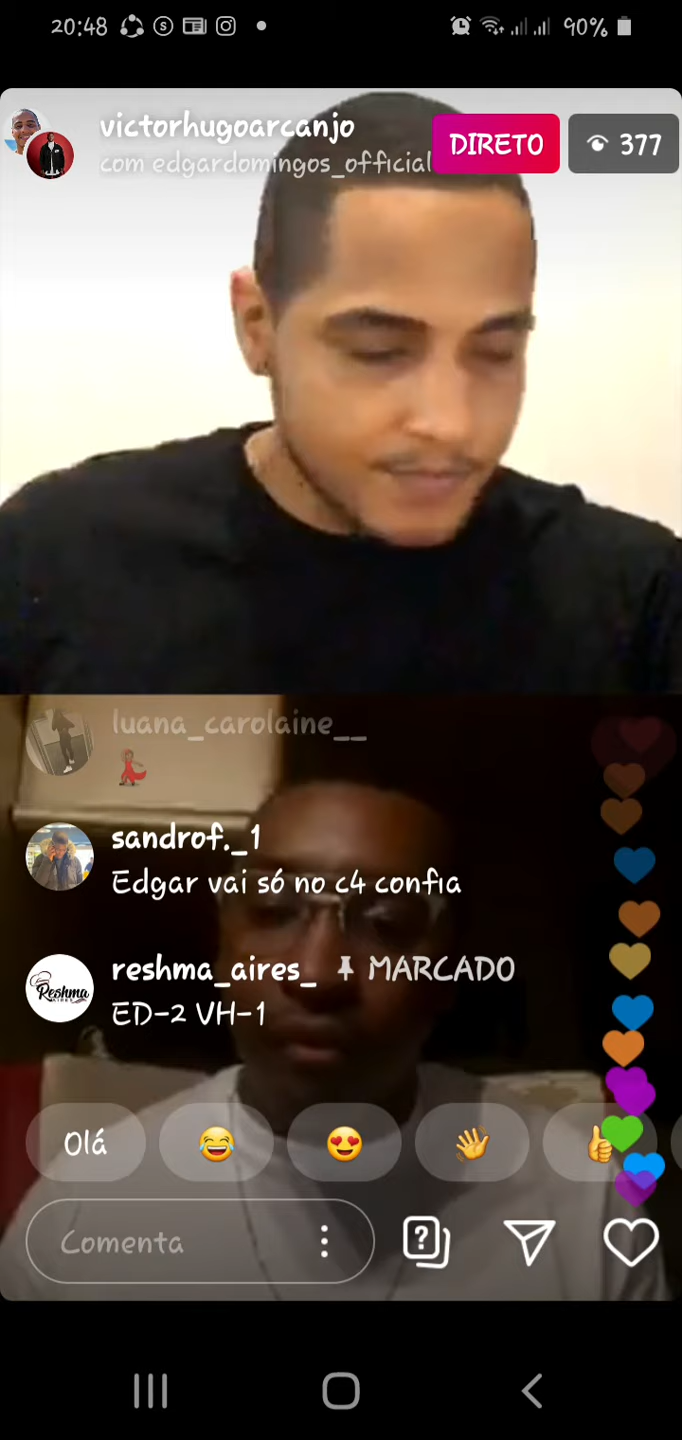 20:48
90%
victorhugoarcanjo
com edgardomingos_official
DIRETO
377
luana_carolaine__
sandrof._1
Edgar vai só no c4 confia
reshma_aires_ MARCADO
ED-2 VH-1
Reshma
Olá
Comenta